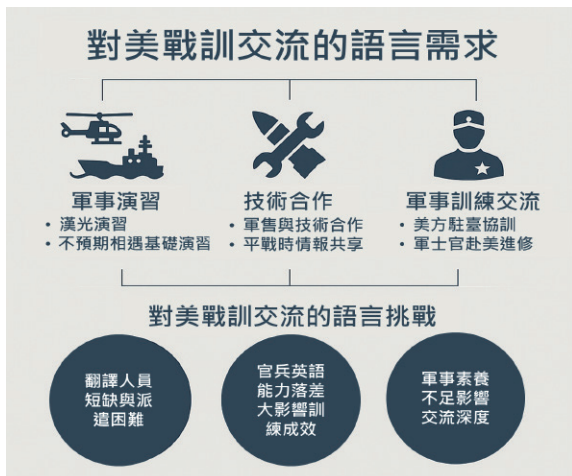 對美戰訓交流的語言需求
軍事演習
• 漢光演習
• 不預期相遇基礎演習
技術合作
• 軍售與技術合作
• 平戰時情報共享
軍事訓練交流
• 美方駐臺協訓
• 軍士官赴美進修
對美戰訓交流的語言挑戰
翻譯人員
短缺與派
遣困難
官兵英語
能力落差
大影響訓
練成效
軍事素養
不足影響
交流深度